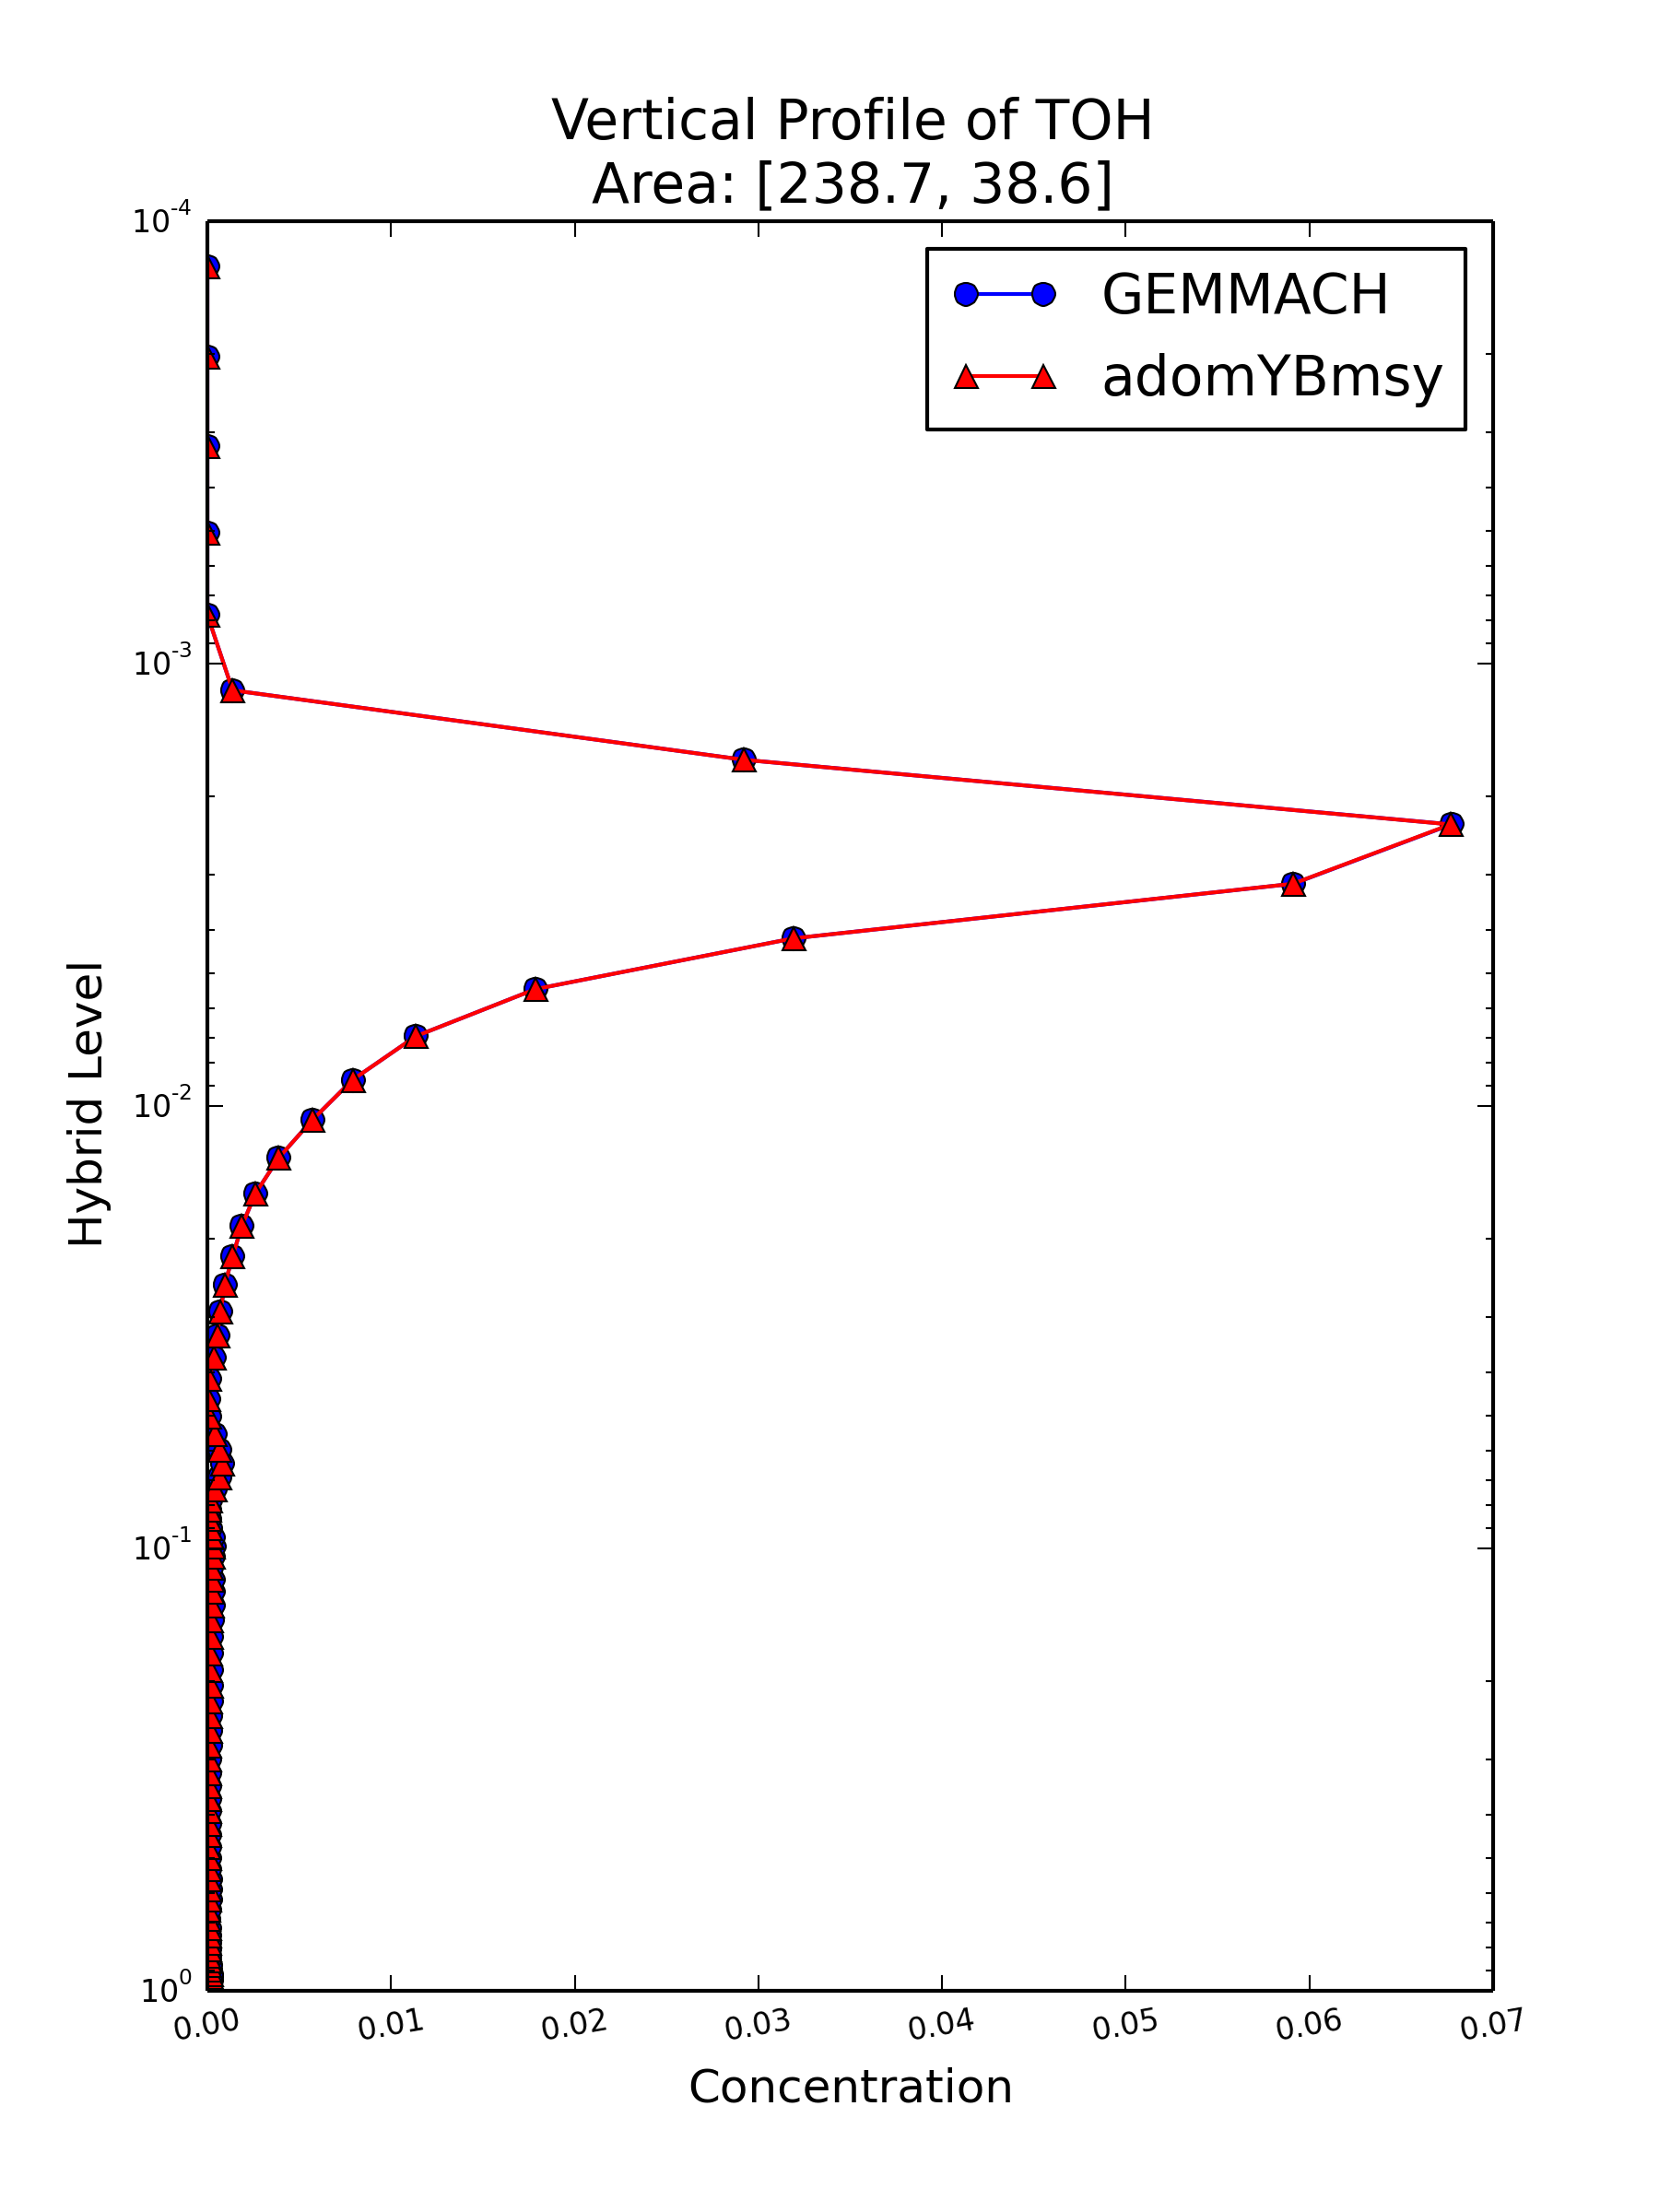 Vertical Profile of TOH
Area: [238.7, 38.6]
10^-4
GEMMACH
adomYBmsy
10^-3
Hybrid Level
10^-2
10^-1
10^0
0.00 0.01 0.02 0.03 0.04 0.05 0.06 0.07
Concentration